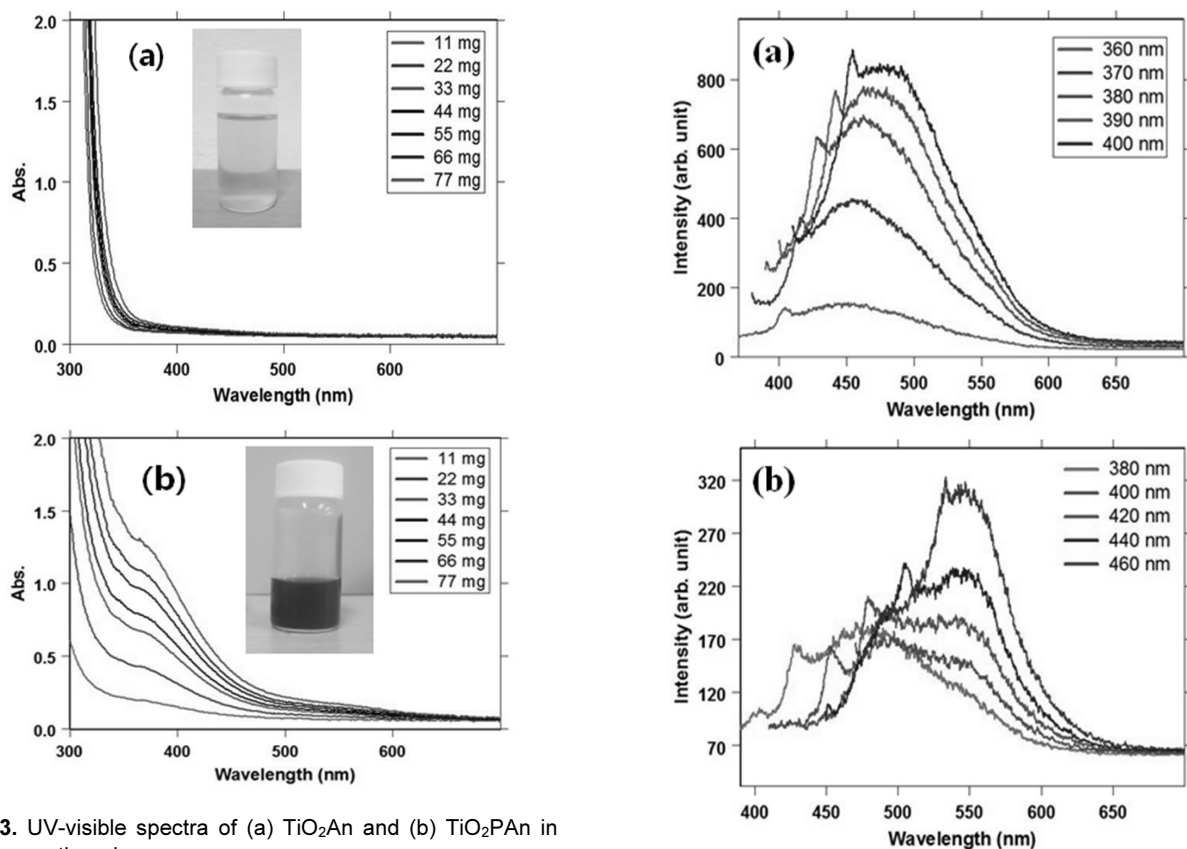 2.0
1.5
1.0
0.5
0.0
Abs.
(a)
11 mg
22 mg
33 mg
44 mg
55 mg
66 mg
77 mg
300
400
500
600
Wavelength (nm)
2.0
1.5
1.0
0.5
0.0
Abs.
(b)
11 mg
22 mg
33 mg
44 mg
55 mg
66 mg
77 mg
300
400
500
600
Wavelength (nm)
3. UV-visible spectra of (a) TiO₂An and (b) TiO₂PAn in
800
600
400
200
0
Intensity (arb. unit)
(a)
360 nm
370 nm
380 nm
390 nm
400 nm
400
450
500
550
600
650
Wavelength (nm)
320
270
220
170
120
70
Intensity (arb. unit)
(b)
380 nm
400 nm
420 nm
440 nm
460 nm
400
450
500
550
600
650
Wavelength (nm)